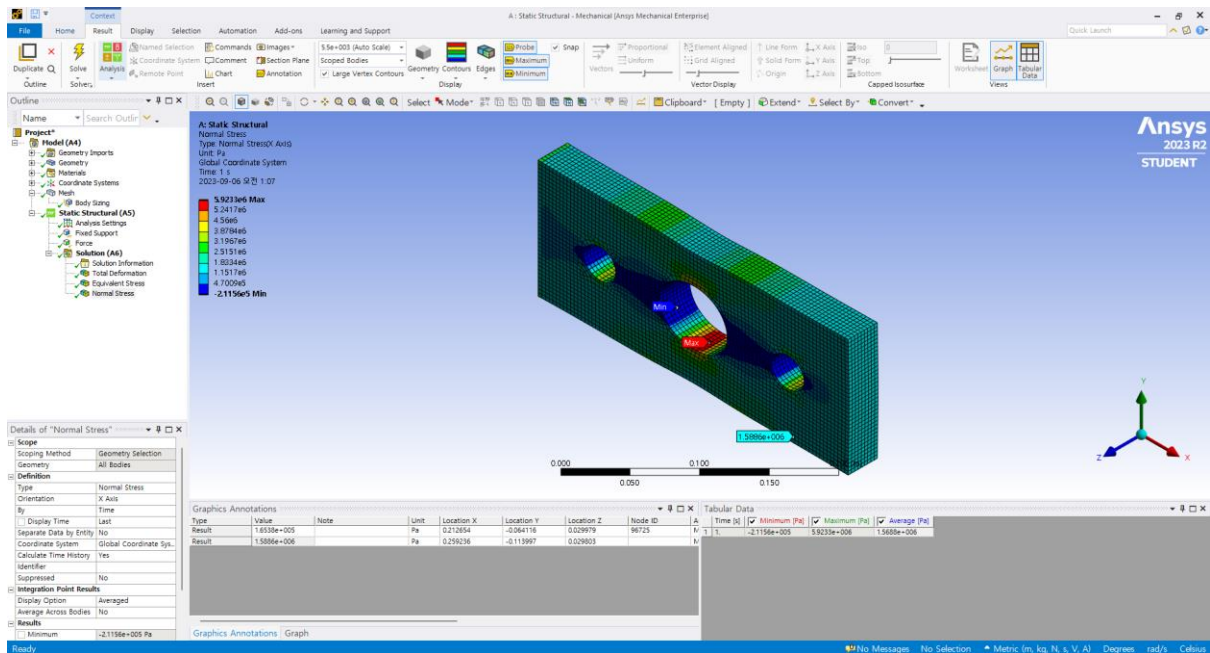 Context
A : Static Structural - Mechanical [Ansys Mechanical Enterprise]
File Home Result Display Selection Automation Add-ons Learning and Support
Quick Launch
Named Selection Commands Images 5.5e+003 (Auto Scale) Probe Snap Proportional Element Aligned Line Form X Axis Iso 0
Coordinate System Comment Section Plane Scoped Bodies Maximum Uniform Grid Aligned Solid Form Y Axis Top
Remote Point Chart Annotation Large Vertex Contours Minimum Origin Z Axis Bottom
Duplicate Q Solve Analysis Geometry Contours Edges Vectors Worksheet Graph Tabular Data
Outline Solver Insert Display Vector Display Capped Isosurface Views
Outline
Select Mode Clipboard [ Empty ] Extend Select By Convert
Name Search Outlir
Project*
Model (A4)
Geometry Imports
Geometry
Materials
Coordinate Systems
Mesh
Body Sizing
Static Structural (A5)
Analysis Settings
Fixed Support
Force
Solution (A6)
Solution Information
Total Deformation
Equivalent Stress
Normal Stress
A: Static Structural
Normal Stress
Type: Normal Stress(X Axis)
Unit: Pa
Global Coordinate System
Time: 1 s
2023-09-06 오전 1:07
5.9233e6 Max
5.2417e6
4.56e6
3.8784e6
3.1967e6
2.5151e6
1.8334e6
1.1517e6
4.7009e5
-2.1156e5 Min
Ansys
2023 R2
STUDENT
Min
Max
1.5886e+006
0.000 0.100
0.050 0.150
Y
Z X
Details of "Normal Stress"
Scope
Scoping Method Geometry Selection
Geometry All Bodies
Definition
Type Normal Stress
Orientation X Axis
By Time
Display Time Last
Separate Data by Entity No
Coordinate System Global Coordinate Sys..
Calculate Time History Yes
Identifier
Suppressed No
Integration Point Results
Display Option Averaged
Average Across Bodies No
Results
Minimum -2.1156e+005 Pa
Graphics Annotations
Type Value Note Unit Location X Location Y Location Z Node ID A
Result 1.6538e+005 Pa 0.212654 -0.064116 0.029979 96725 M
Result 1.5886e+006 Pa 0.259236 -0.113997 0.029803 M
Graphics Annotations Graph
Tabular Data
Time [s] Minimum [Pa] Maximum [Pa] Average [Pa]
1 1. -2.1156e+005 5.9233e+006 1.5688e+006
Ready No Messages No Selection Metric (m, kg, N, s, V, A) Degrees rad/s Celsius